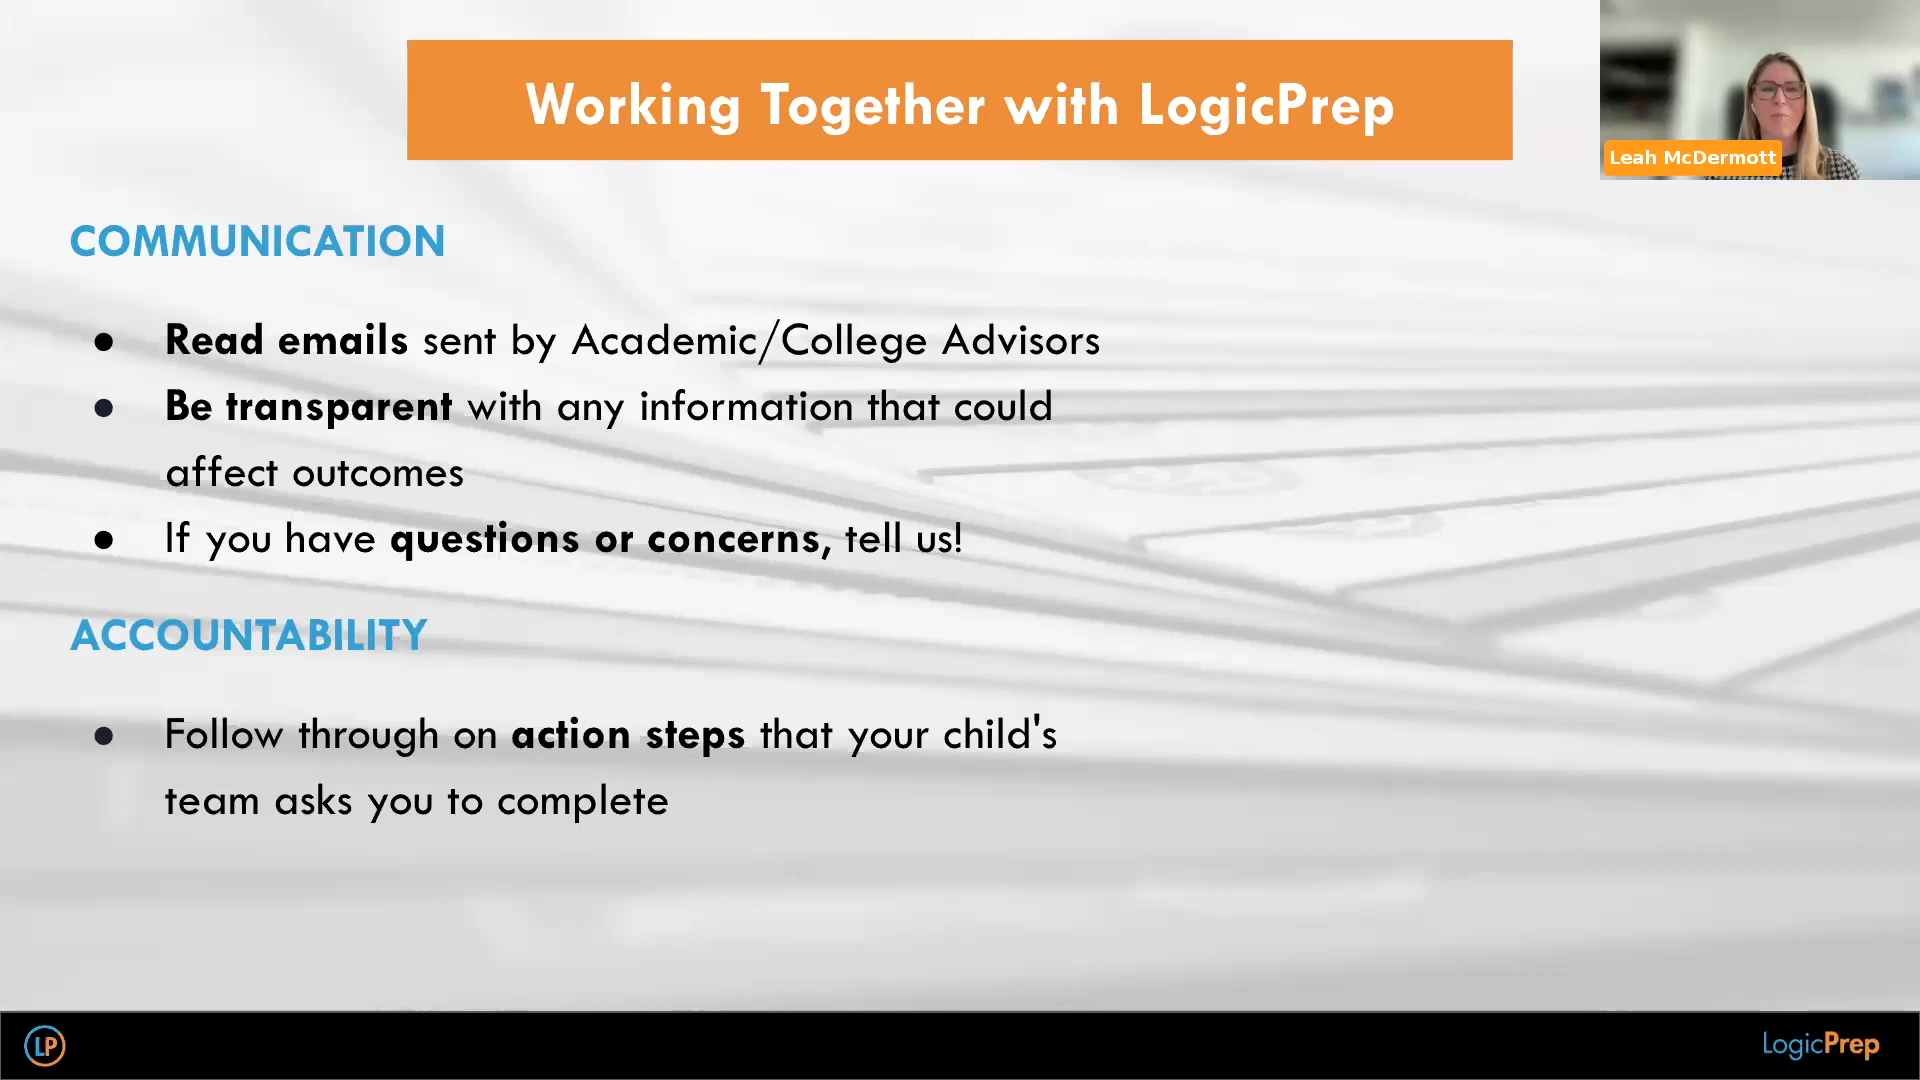 Working Together with LogicPrep
Leah McDermott
COMMUNICATION
● Read emails sent by Academic/College Advisors
● Be transparent with any information that could
affect outcomes
● If you have questions or concerns, tell us!
ACCOUNTABILITY
● Follow through on action steps that your child's
team asks you to complete
LP
LogicPrep